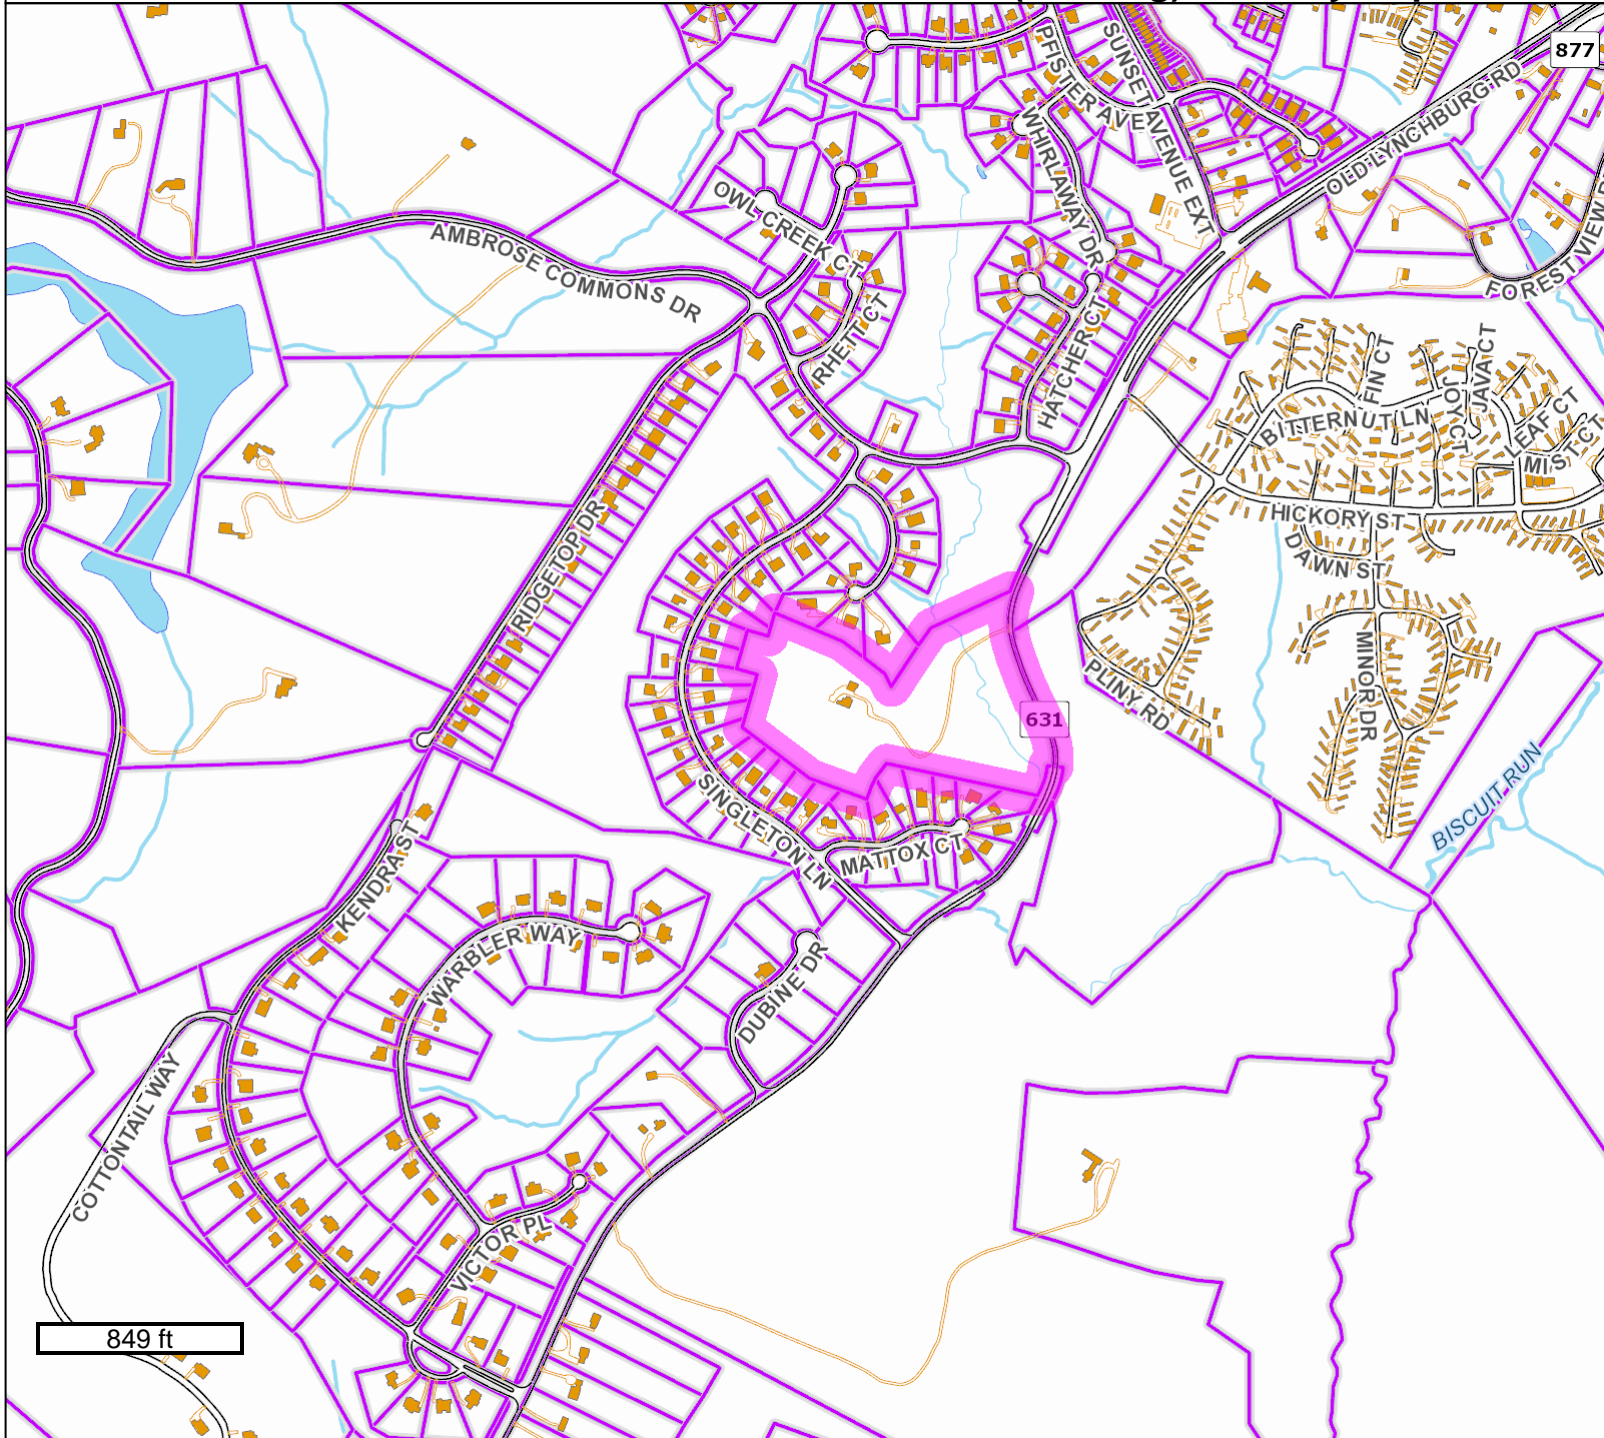 877
PFISTER AVE
SUNSET AVENUE EXT
OLD LYNCHBURG RD
WHIRLAWAY DR
OWL CREEK CT
FOREST VIEW
AMBROSE COMMONS DR
RHETT CT
HATCHER CT
FIN CT
JOY CT
JAVA CT
LEAF CT
MIST CT
BITTERNUT LN
HICKORY ST
DAWN ST
RIDGETOP DR
MINOR DR
PLINY RD
631
BISCUIT RUN
SINGLETON LN
MATTOX CT
KENDRA ST
WARBLER WAY
DUBINE DR
COTTONTAIL WAY
VICTOR PL
849 ft